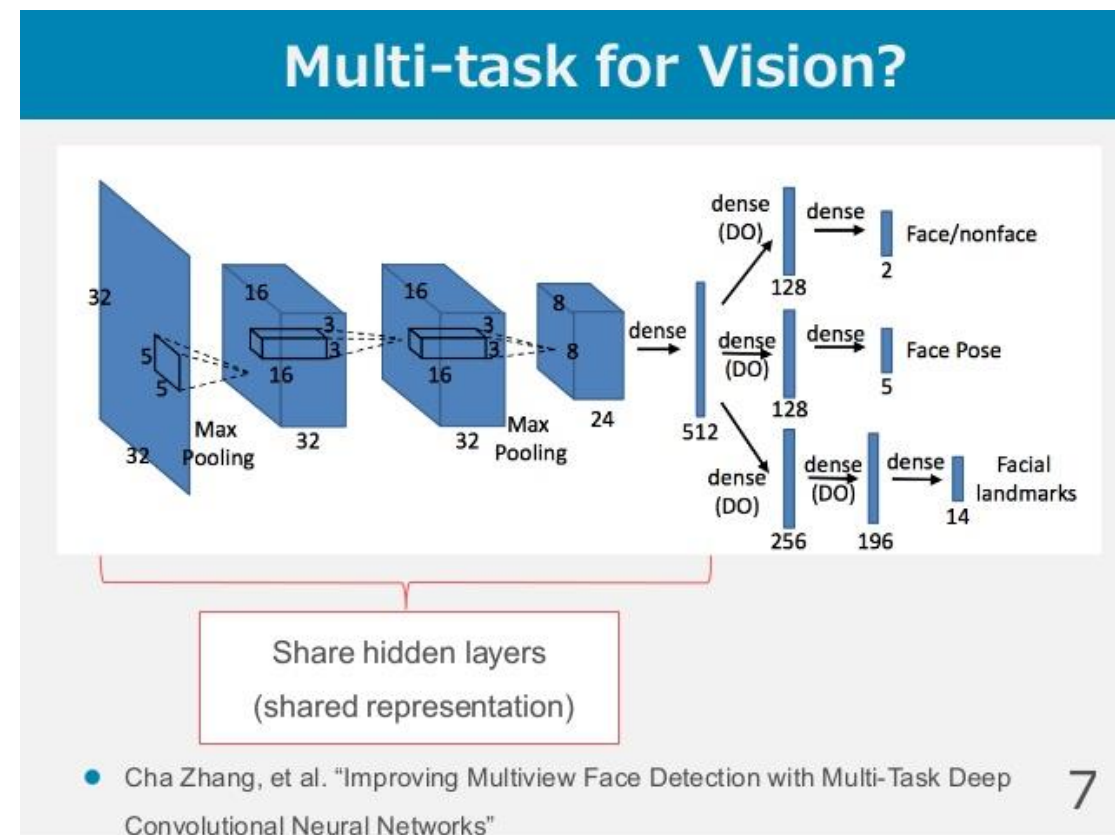 Multi-task for Vision?
32
32
5
5
Max
Pooling
16
16
3
3
32
16
16
3
3
32
Max
Pooling
8
8
24
dense
512
dense
(DO)
128
dense
2
Face/nonface
dense
(DO)
128
dense
5
Face Pose
dense
(DO)
256
dense
(DO)
196
dense
14
Facial
landmarks
Share hidden layers
(shared representation)
Cha Zhang, et al. “Improving Multiview Face Detection with Multi-Task Deep
Convolutional Neural Networks”
7